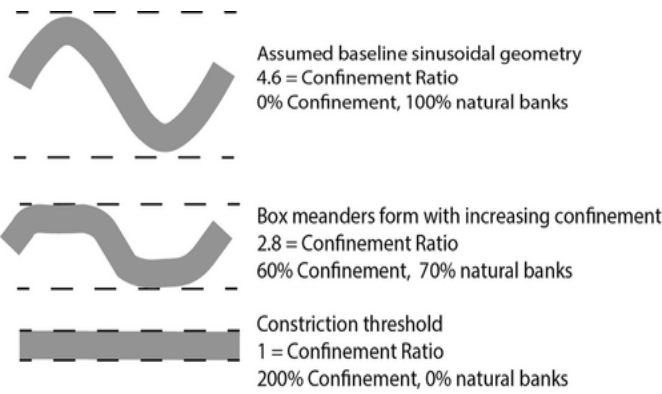 Assumed baseline sinusoidal geometry
4.6 = Confinement Ratio
0% Confinement, 100% natural banks
Box meanders form with increasing confinement
2.8 = Confinement Ratio
60% Confinement, 70% natural banks
Constriction threshold
1 = Confinement Ratio
200% Confinement, 0% natural banks